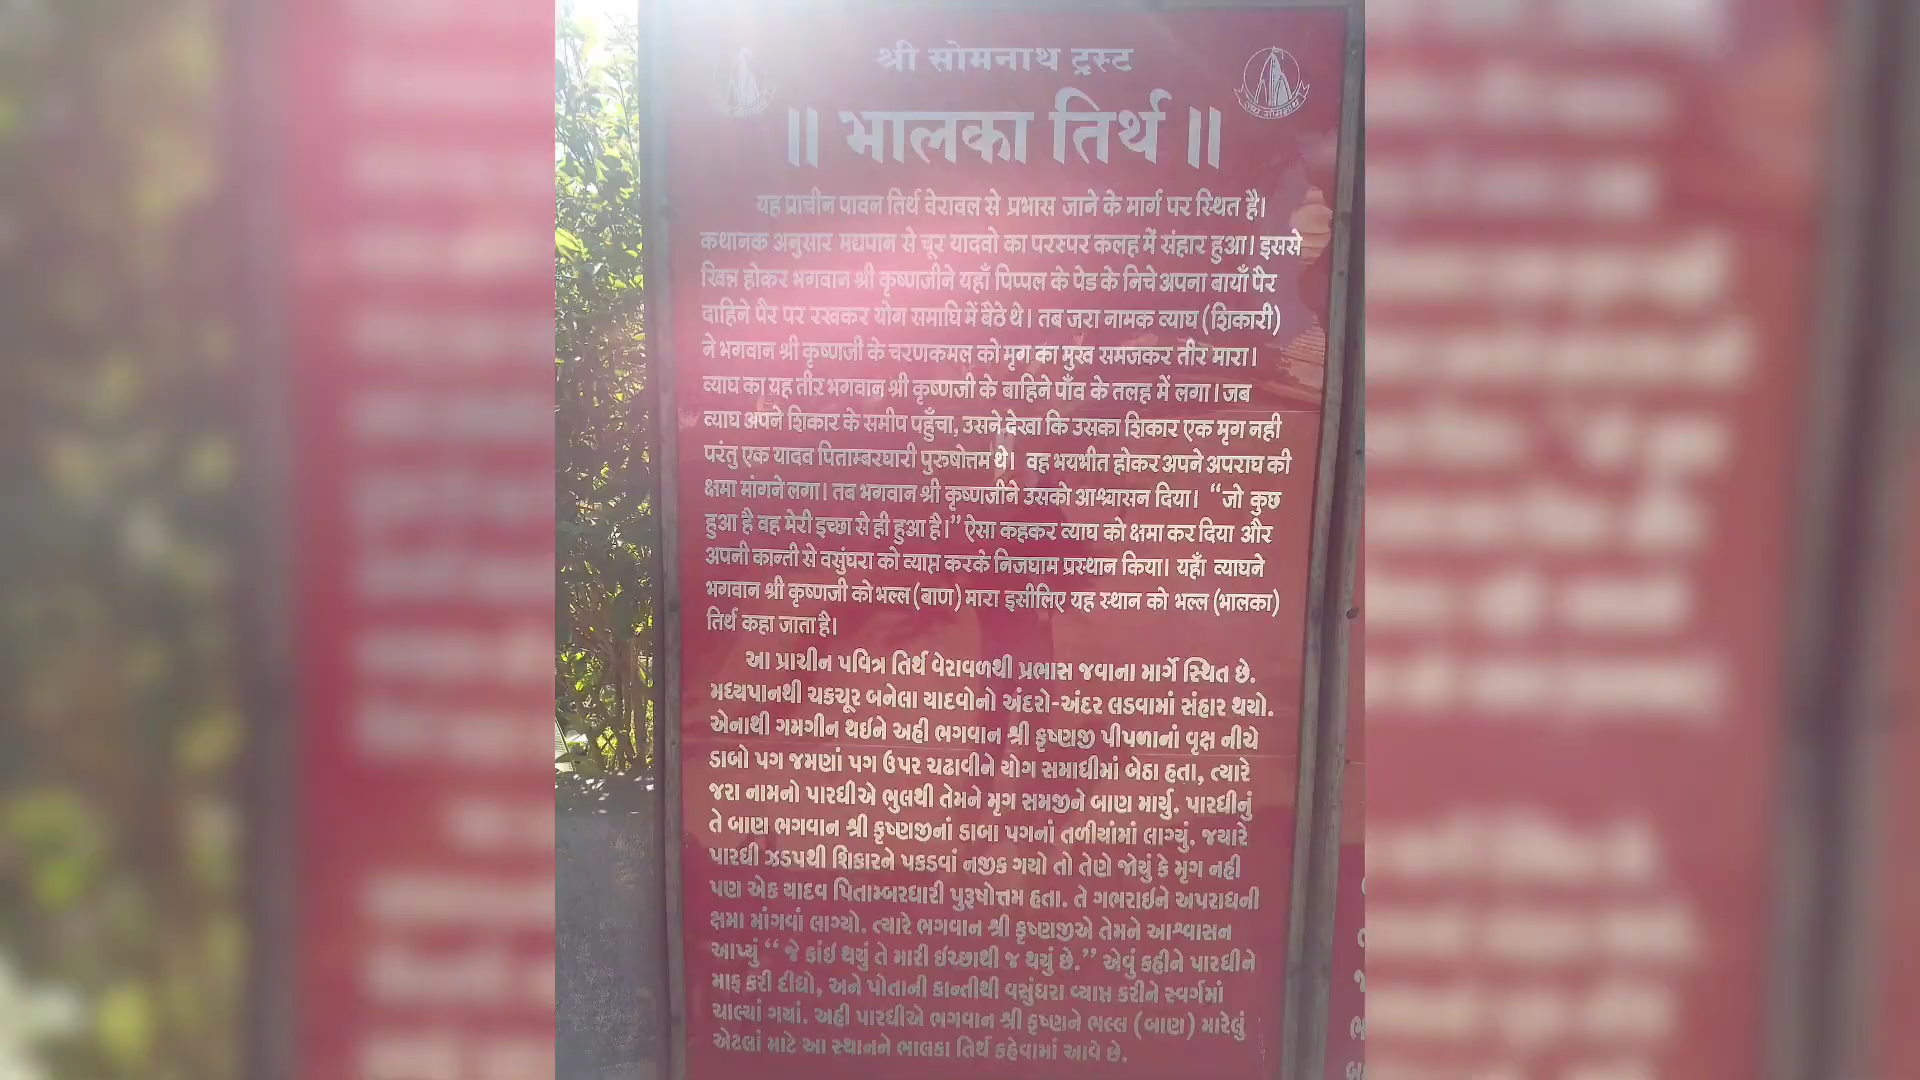 श्री सोमनाथ ट्रस्ट
॥ भालका तिर्थ ॥
यह प्राचीन पावन तिर्थ वेरावल से प्रभास जाने के मार्ग पर स्थित है।
कथानक अनुसार मद्यपान से चूर यादवो का परस्पर कलह में संहार हुआ। इससे
खिन्न होकर भगवान श्री कृष्णजीने यहाँ पिप्पल के पेड के निचे अपना बायाँ पैर
दाहिने पैर पर रखकर योग समाधि में बैठे थे। तब जरा नामक व्याध (शिकारी)
ने भगवान श्री कृष्णजी के चरणकमल को मृग का मुख समजकर तीर मारा।
व्याध का यह तीर भगवान श्री कृष्णजी के बाहिने पाँव के तलह में लगा। जब
व्याध अपने शिकार के समीप पहुँचा, उसने देखा कि उसका शिकार एक मृग नही
परंतु एक यादव पिताम्बरधारी पुरुषोत्तम थे। वह भयभीत होकर अपने अपराध की
क्षमा मांगने लगा। तब भगवान श्री कृष्णजीने उसको आश्वासन दिया। “जो कुछ
हुआ है वह मेरी इच्छा से ही हुआ है।” ऐसा कहकर व्याध को क्षमा कर दिया और
अपनी कान्ती से वसुंधरा को व्याप्त करके निजधाम प्रस्थान किया। यहाँ व्याधने
भगवान श्री कृष्णजी को भल्ल (बाण) मारा इसीलिए यह स्थान को भल्ल (भालका)
तिर्थ कहा जाता है।
આ પ્રાચીન પવિત્ર તિર્થ વેરાવળથી પ્રભાસ જવાના માર્ગે સ્થિત છે.
મધ્યપાનથી ચકચૂર બનેલા યાદવોનો અંદરો-અંદર લડવામાં સંહાર થયો.
એનાથી ગમગીન થઇને અહી ભગવાન શ્રી કૃષ્ણજી પીપળાનાં વૃક્ષ નીચે
ડાબો પગ જમણાં પગ ઉપર ચઢાવીને યોગ સમાધીમાં બેઠા હતા, ત્યારે
જરા નામનો પારધીએ ભુલથી તેમને મૃગ સમજીને બાણ માર્યુ. પારધીનું
તે બાણ ભગવાન શ્રી કૃષ્ણજીનાં ડાબા પગનાં તળીયાંમાં લાગ્યું. જયારે
પારધી ઝડપથી શિકારને પકડવાં નજીક ગયો તો તેણે જોયું કે મૃગ નહી
પણ એક યાદવ પિતામ્બરધારી પુરૂષોત્તમ હતા. તે ગભરાઇને અપરાધની
ક્ષમા માંગવાં લાગ્યો. ત્યારે ભગવાન શ્રી કૃષ્ણજીએ તેમને આશ્વાસન
આપ્યું “ જે કાંઇ થયું તે મારી ઇચ્છાથી જ થયું છે.” એવું કહીને પારધીને
માફ કરી દીધો, અને પોતાની કાન્તીથી વસુંધરા વ્યાપ્ત કરીને સ્વર્ગમાં
ચાલ્યાં ગયાં. અહી પારધીએ ભગવાન શ્રી કૃષ્ણને ભલ્લ (બાણ) મારેલું
એટલાં માટે આ સ્થાનને ભાલકા તિર્થ કહેવામાં આવે છે.